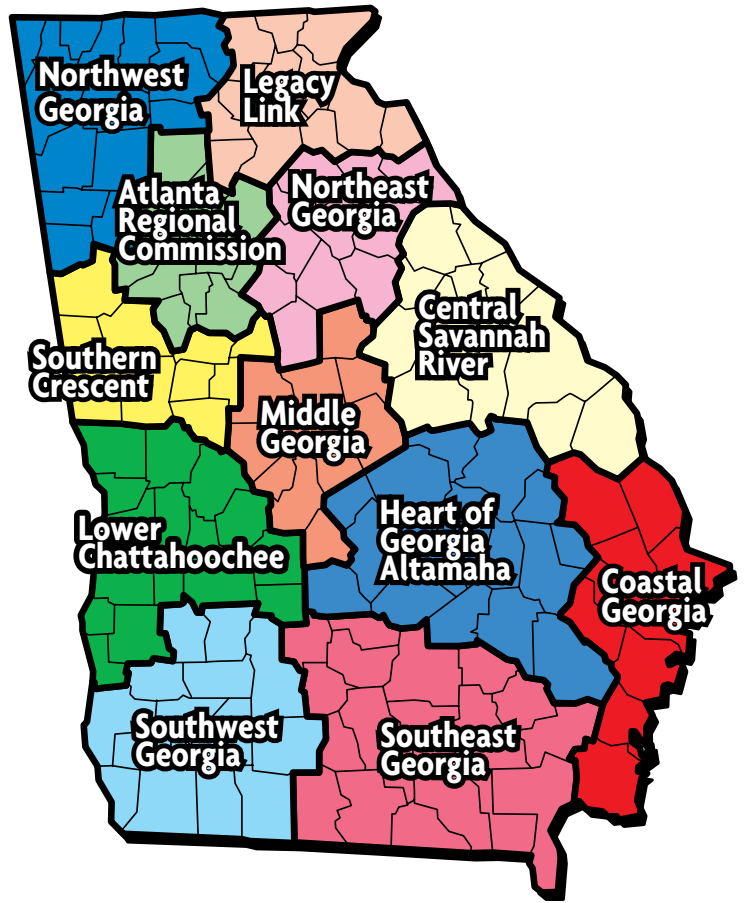 Northwest
Georgia
Legacy
Link
Atlanta
Regional
Commission
Northeast
Georgia
Central
Savannah
River
Southern
Crescent
Middle
Georgia
Lower
Chattahoochee
Heart of
Georgia
Altamaha
Coastal
Georgia
Southwest
Georgia
Southeast
Georgia